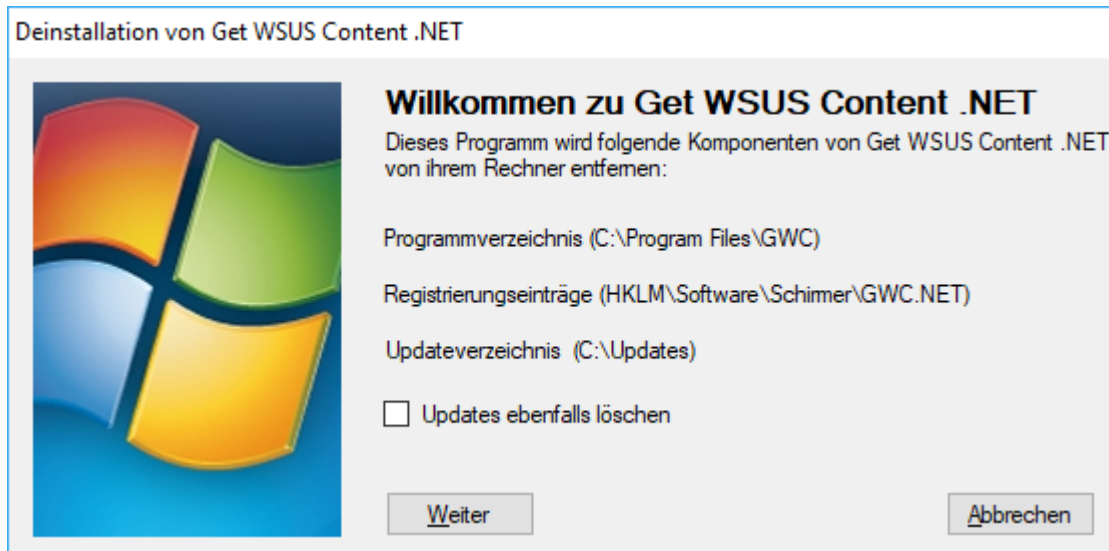 Deinstallation von Get WSUS Content .NET
Willkommen zu Get WSUS Content .NET
Dieses Programm wird folgende Komponenten von Get WSUS Content .NET
von ihrem Rechner entfernen:
Programmverzeichnis (C:\Program Files\GWC)
Registrierungseinträge (HKLM\Software\Schirmer\GWC.NET)
Updateverzeichnis (C:\Updates)
Updates ebenfalls löschen
Weiter
Abbrechen